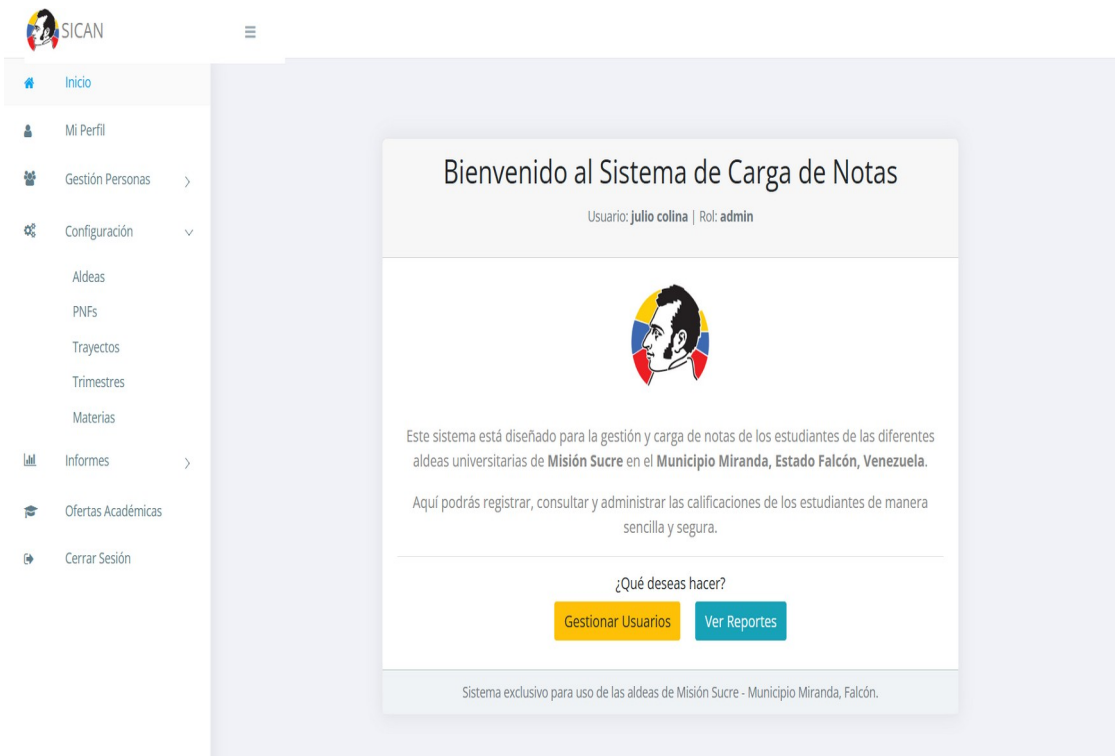 SICAN
Inicio
Mi Perfil
Gestión Personas
Configuración
Aldeas
PNFs
Trayectos
Trimestres
Materias
Informes
Ofertas Académicas
Cerrar Sesión
Bienvenido al Sistema de Carga de Notas
Usuario: julio colina | Rol: admin
Este sistema está diseñado para la gestión y carga de notas de los estudiantes de las diferentes
aldeas universitarias de Misión Sucre en el Municipio Miranda, Estado Falcón, Venezuela.
Aquí podrás registrar, consultar y administrar las calificaciones de los estudiantes de manera
sencilla y segura.
¿Qué deseas hacer?
Gestionar Usuarios
Ver Reportes
Sistema exclusivo para uso de las aldeas de Misión Sucre - Municipio Miranda, Falcón.